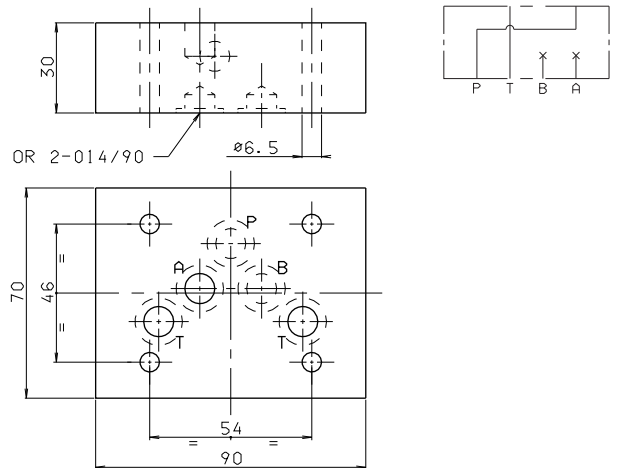 30
P T B A
OR 2-014/90
ø6.5
P
A B
70
46
=
=
T T
54
= =
90